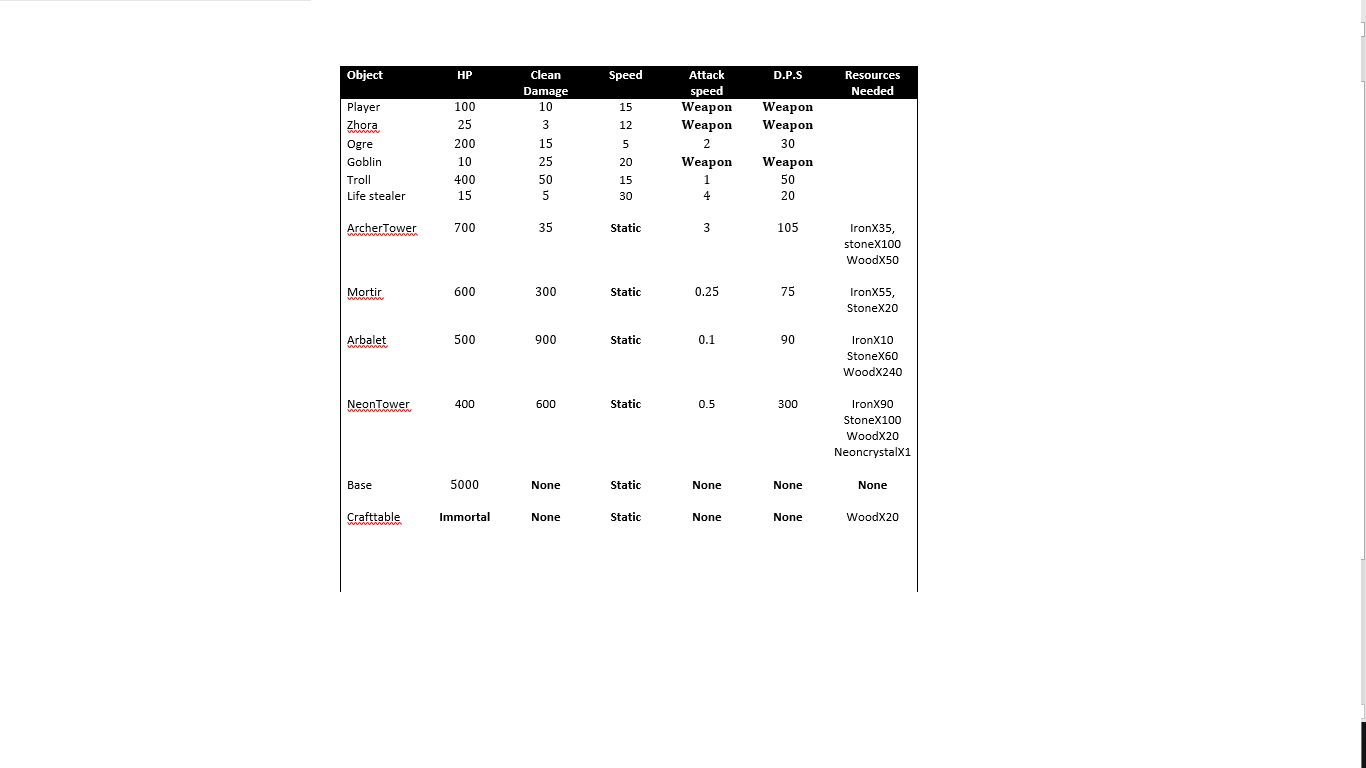 Object HP Clean Damage Speed Attack speed D.P.S Resources Needed
Player 100 10 15 Weapon Weapon
Zhora 25 3 12 Weapon Weapon
Ogre 200 15 5 2 30
Goblin 10 25 20 Weapon Weapon
Troll 400 50 15 1 50
Life stealer 15 5 30 4 20
ArcherTower 700 35 Static 3 105 IronX35,
stoneX100
WoodX50
Mortir 600 300 Static 0.25 75 IronX55,
StoneX20
Arbalet 500 900 Static 0.1 90 IronX10
StoneX60
WoodX240
NeonTower 400 600 Static 0.5 300 IronX90
StoneX100
WoodX20
NeoncrystalX1
Base 5000 None Static None None None
Crafttable Immortal None Static None None WoodX20